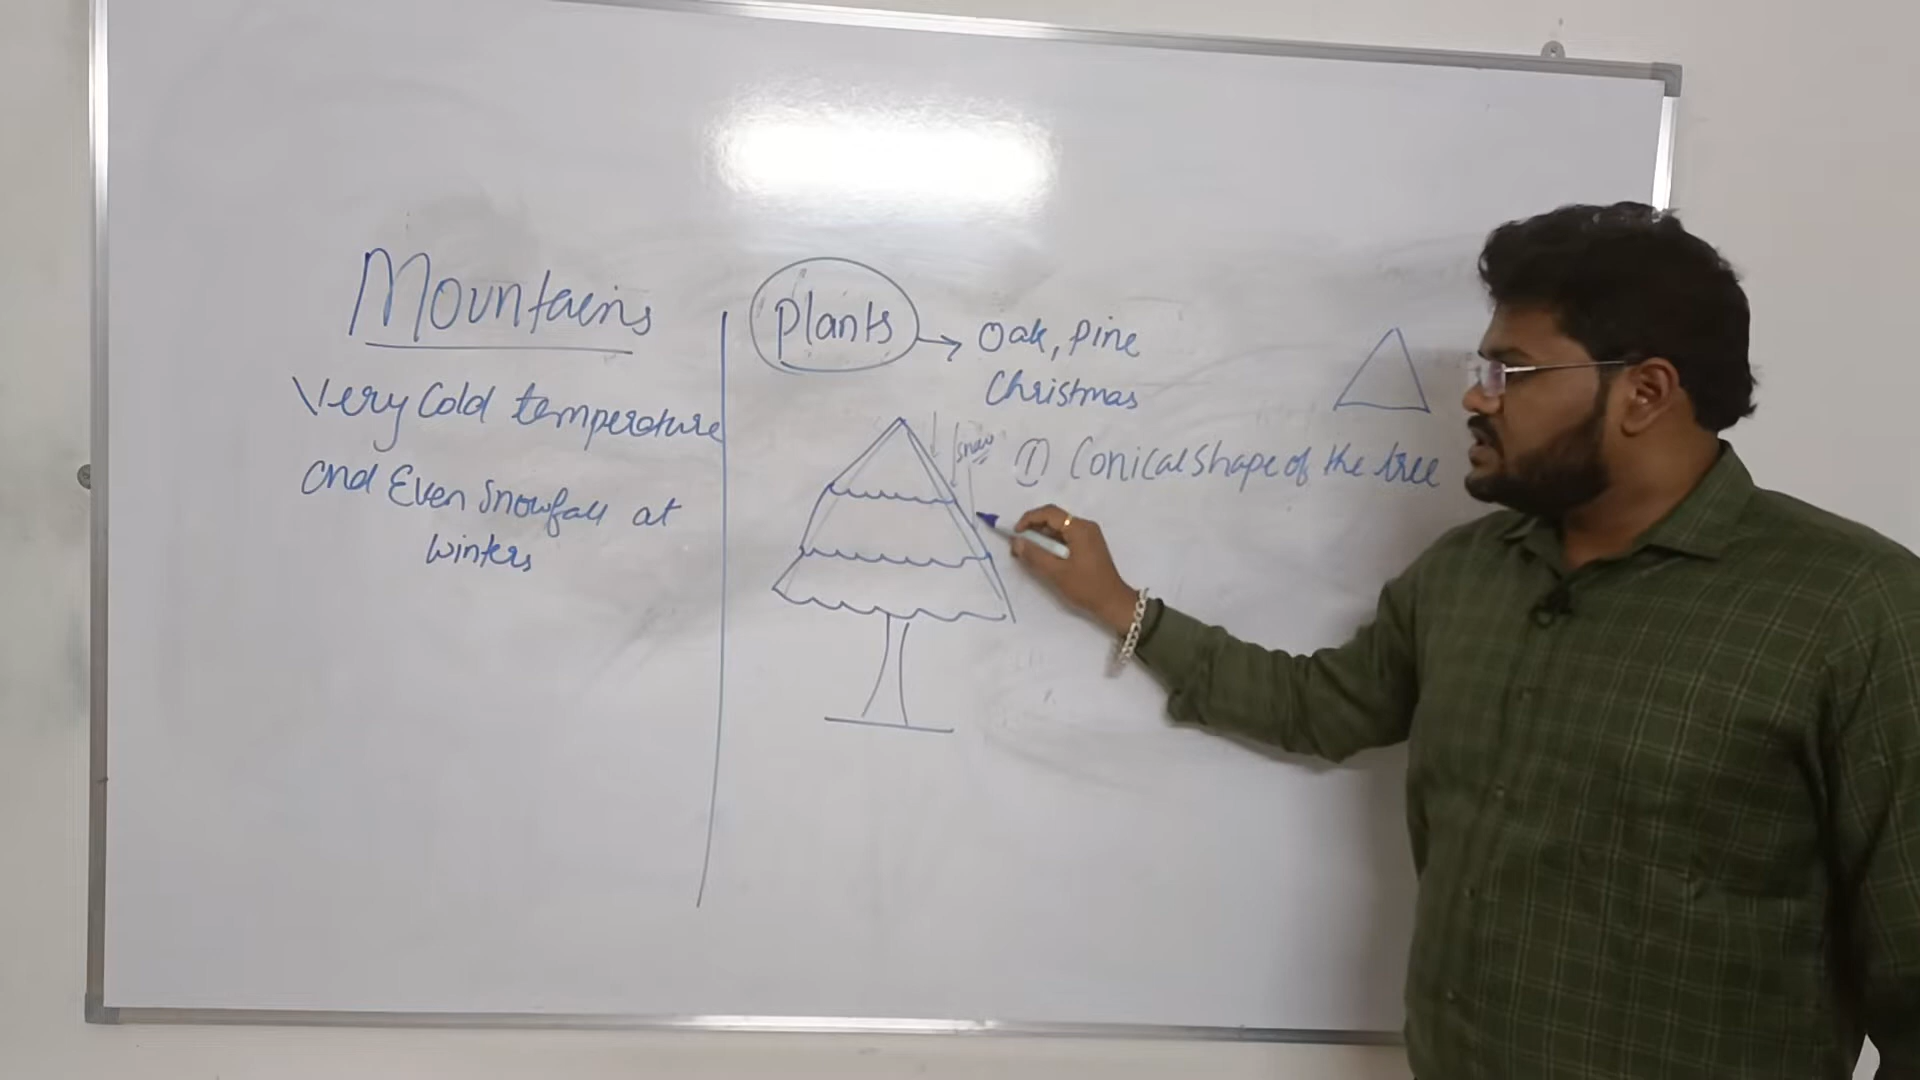 Mountains
Very Cold temperature
and Even Snowfall at
Winters
Plants → Oak, Pine
Christmas
snow
① Conical shape of the tree